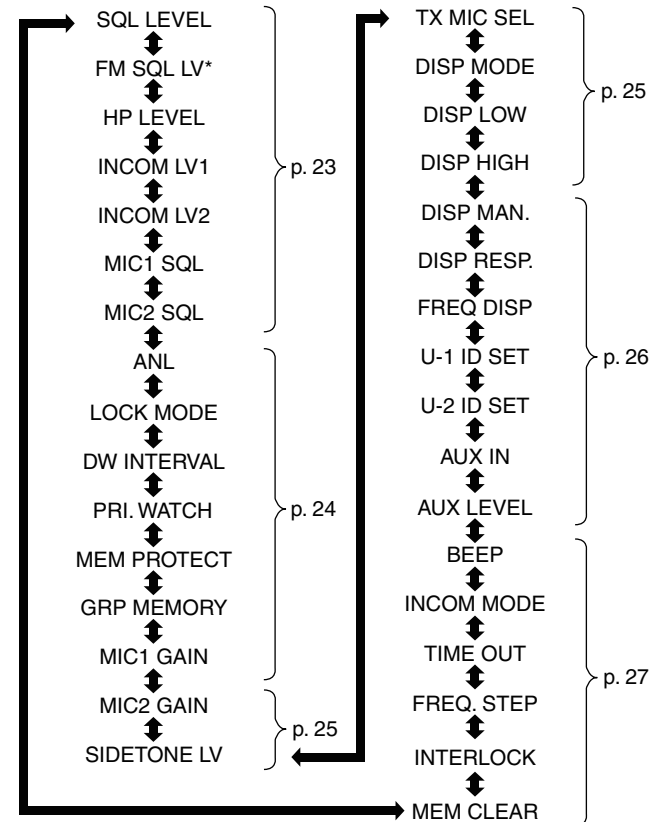 SQL LEVEL
FM SQL LV*
HP LEVEL
INCOM LV1
INCOM LV2
MIC1 SQL
MIC2 SQL
p. 23
ANL
LOCK MODE
DW INTERVAL
PRI. WATCH
MEM PROTECT
GRP MEMORY
MIC1 GAIN
p. 24
MIC2 GAIN
SIDETONE LV
p. 25
TX MIC SEL
DISP MODE
DISP LOW
DISP HIGH
p. 25
DISP MAN.
DISP RESP.
FREQ DISP
U-1 ID SET
U-2 ID SET
AUX IN
AUX LEVEL
p. 26
BEEP
INCOM MODE
TIME OUT
FREQ. STEP
INTERLOCK
MEM CLEAR
p. 27